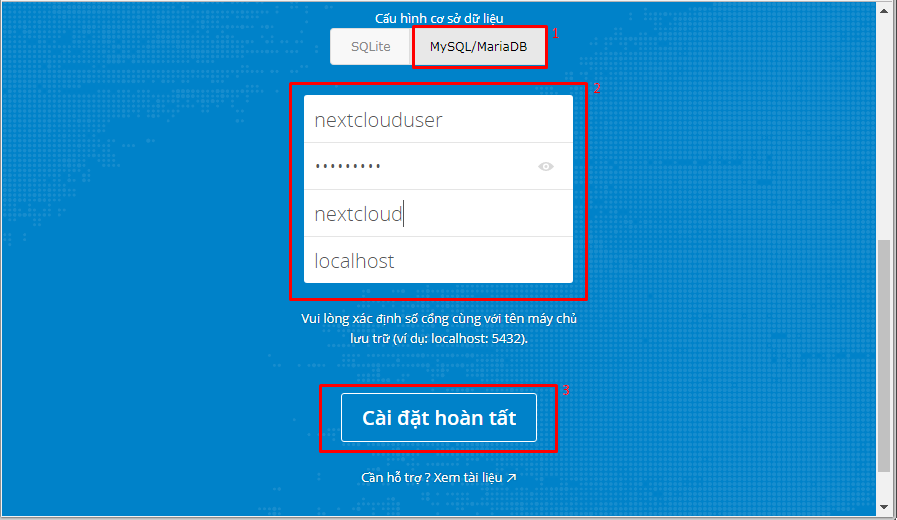 Cấu hình cơ sở dữ liệu
SQLite
MySQL/MariaDB
1
2
nextclouduser
•••••••••
nextcloud
localhost
Vui lòng xác định số cổng cùng với tên máy chủ
lưu trữ (ví dụ: localhost: 5432).
3
Cài đặt hoàn tất
Cần hỗ trợ ? Xem tài liệu ↗